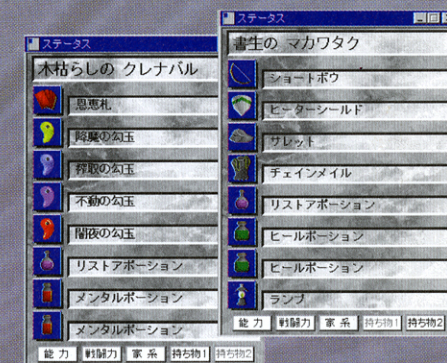 ステータス
木枯らしの クレナバル
恩恵札
降魔の勾玉
繆取の勾玉
不動の勾玉
闇夜の勾玉
リストアポーション
メンタルポーション
メンタルポーション
能力 戦闘力 家系 持ち物1 持ち物2
ステータス
書生の マカワタク
ショートボウ
ヒーターシールド
サレット
チェインメイル
リストアポーション
ヒールポーション
ヒールポーション
ランプ
能力 戦闘力 家系 持ち物1 持ち物2